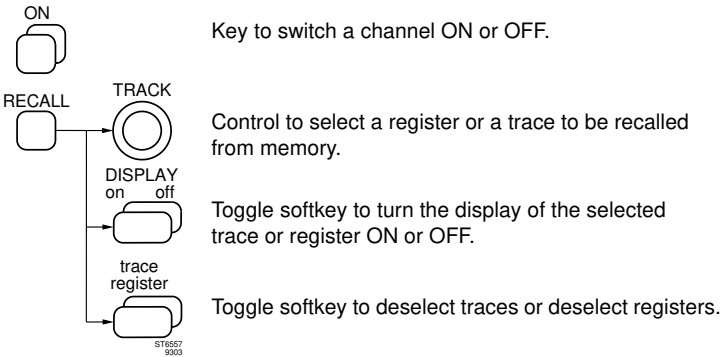 ON
Key to switch a channel ON or OFF.
RECALL
TRACK
Control to select a register or a trace to be recalled
from memory.
DISPLAY
on off
Toggle softkey to turn the display of the selected
trace or register ON or OFF.
trace
register
Toggle softkey to deselect traces or deselect registers.
ST6557
9303